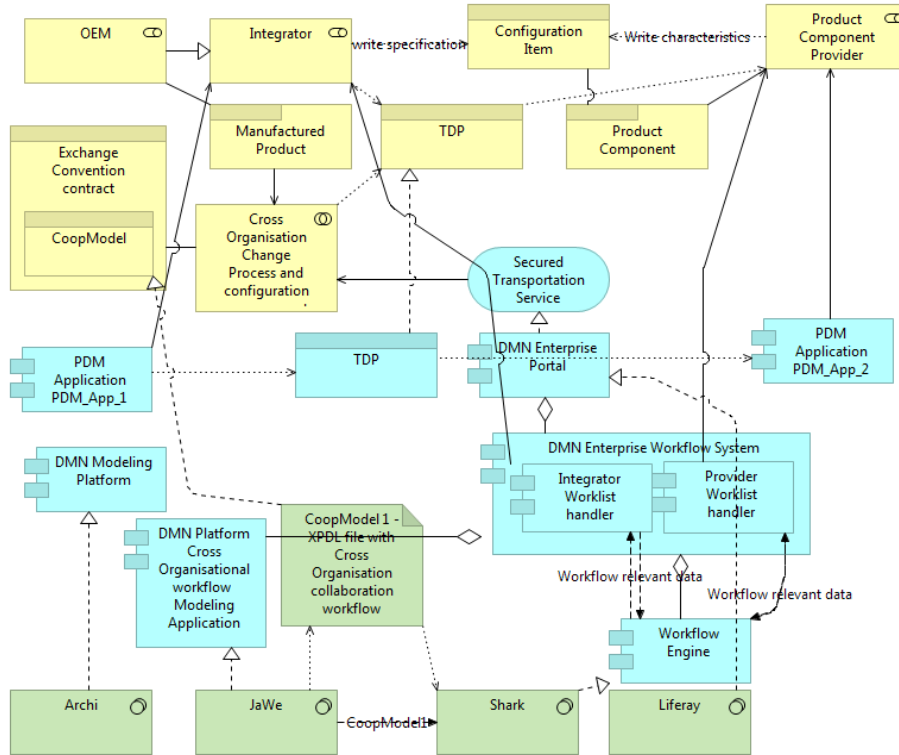 OEM
Integrator
write specification
Configuration
Item
Write characteristics
Product
Component
Provider
Exchange
Convention
contract
CoopModel
Manufactured
Product
TDP
Product
Component
Cross
Organisation
Change
Process and
configuration
.
Secured
Transportation
Service
PDM
Application
PDM_App_1
TDP
DMN Enterprise
Portal
PDM
Application
PDM_App_2
DMN Modeling
Platform
DMN Enterprise Workflow System
Integrator
Worklist
handler
Provider
Worklist
handler
DMN Platform
Cross
Organisational
workflow
Modeling
Application
CoopModel 1 -
XPDL file with
Cross
Organisation
collaboration
workflow
Workflow relevant data
Workflow relevant data
Workflow
Engine
Archi
JaWe
CoopModel1
Shark
Liferay